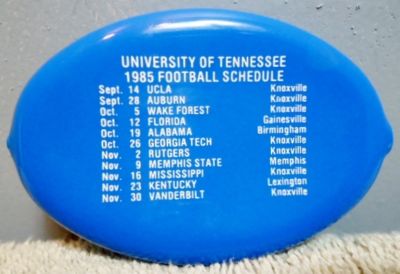 UNIVERSITY OF TENNESSEE
1985 FOOTBALL SCHEDULE
Sept. 14 UCLA Knoxville
Sept. 28 AUBURN Knoxville
Oct. 5 WAKE FOREST Knoxville
Oct. 12 FLORIDA Gainesville
Oct. 19 ALABAMA Birmingham
Oct. 26 GEORGIA TECH Knoxville
Nov. 2 RUTGERS Knoxville
Nov. 9 MEMPHIS STATE Memphis
Nov. 16 MISSISSIPPI Knoxville
Nov. 23 KENTUCKY Lexington
Nov. 30 VANDERBILT Knoxville